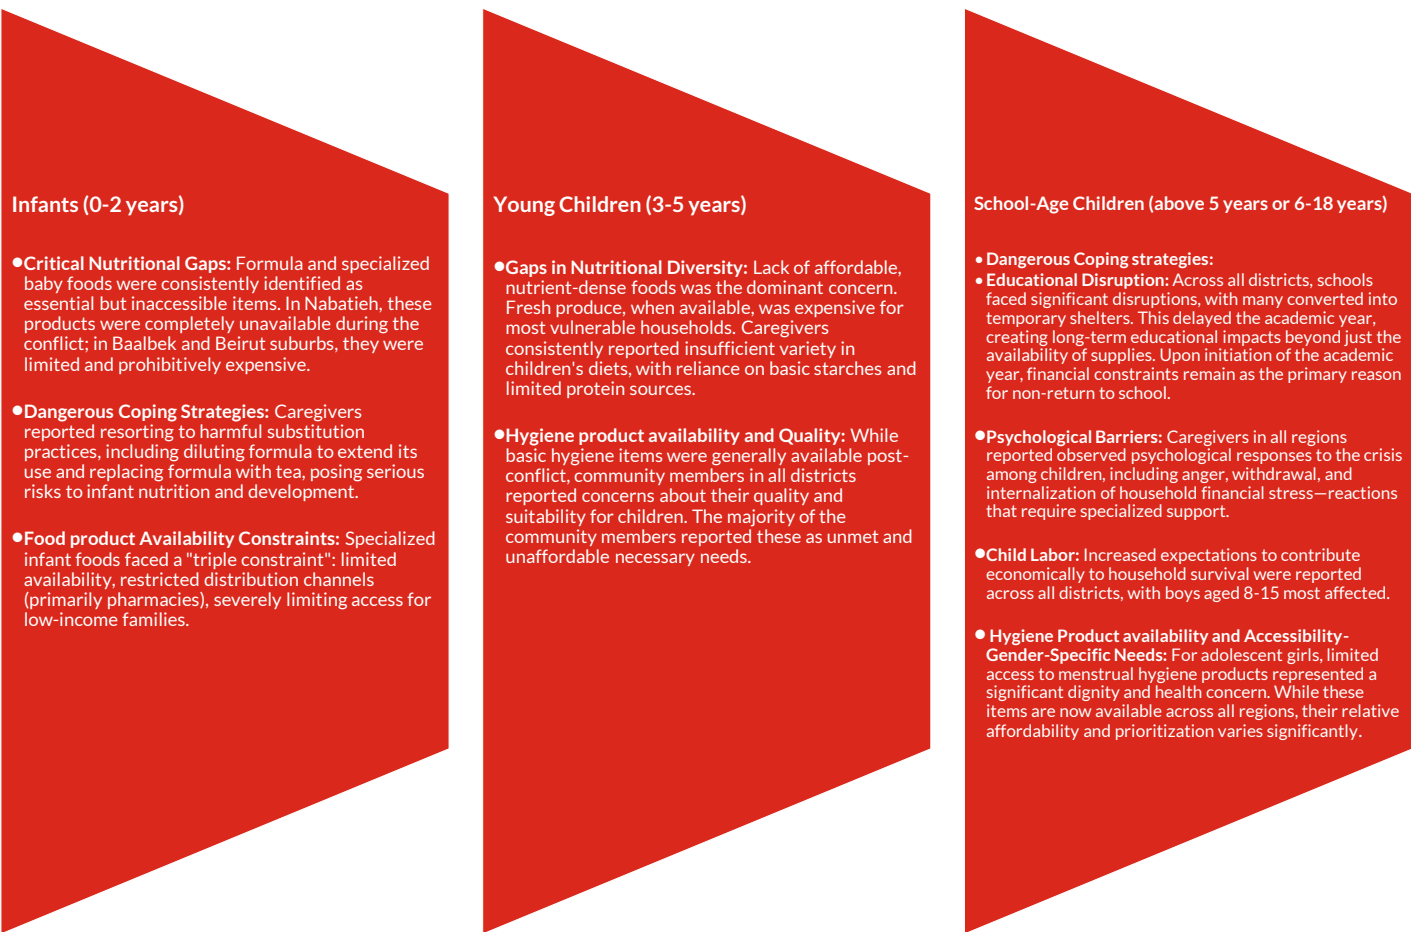 Infants (0-2 years)
•Critical Nutritional Gaps: Formula and specialized
baby foods were consistently identified as
essential but inaccessible items. In Nabatieh, these
products were completely unavailable during the
conflict; in Baalbek and Beirut suburbs, they were
limited and prohibitively expensive.
•Dangerous Coping Strategies: Caregivers
reported resorting to harmful substitution
practices, including diluting formula to extend its
use and replacing formula with tea, posing serious
risks to infant nutrition and development.
•Food product Availability Constraints: Specialized
infant foods faced a "triple constraint": limited
availability, restricted distribution channels
(primarily pharmacies), severely limiting access for
low-income families.
Young Children (3-5 years)
•Gaps in Nutritional Diversity: Lack of affordable,
nutrient-dense foods was the dominant concern.
Fresh produce, when available, was expensive for
most vulnerable households. Caregivers
consistently reported insufficient variety in
children's diets, with reliance on basic starches and
limited protein sources.
•Hygiene product availability and Quality: While
basic hygiene items were generally available post-
conflict, community members in all districts
reported concerns about their quality and
suitability for children. The majority of the
community members reported these as unmet and
unaffordable necessary needs.
School-Age Children (above 5 years or 6-18 years)
• Dangerous Coping strategies:
• Educational Disruption: Across all districts, schools
faced significant disruptions, with many converted into
temporary shelters. This delayed the academic year,
creating long-term educational impacts beyond just the
availability of supplies. Upon initiation of the academic
year, financial constraints remain as the primary reason
for non-return to school.
•Psychological Barriers: Caregivers in all regions
reported observed psychological responses to the crisis
among children, including anger, withdrawal, and
internalization of household financial stress—reactions
that require specialized support.
•Child Labor: Increased expectations to contribute
economically to household survival were reported
across all districts, with boys aged 8-15 most affected.
• Hygiene Product availability and Accessibility-
Gender-Specific Needs: For adolescent girls, limited
access to menstrual hygiene products represented a
significant dignity and health concern. While these
items are now available across all regions, their relative
affordability and prioritization varies significantly.